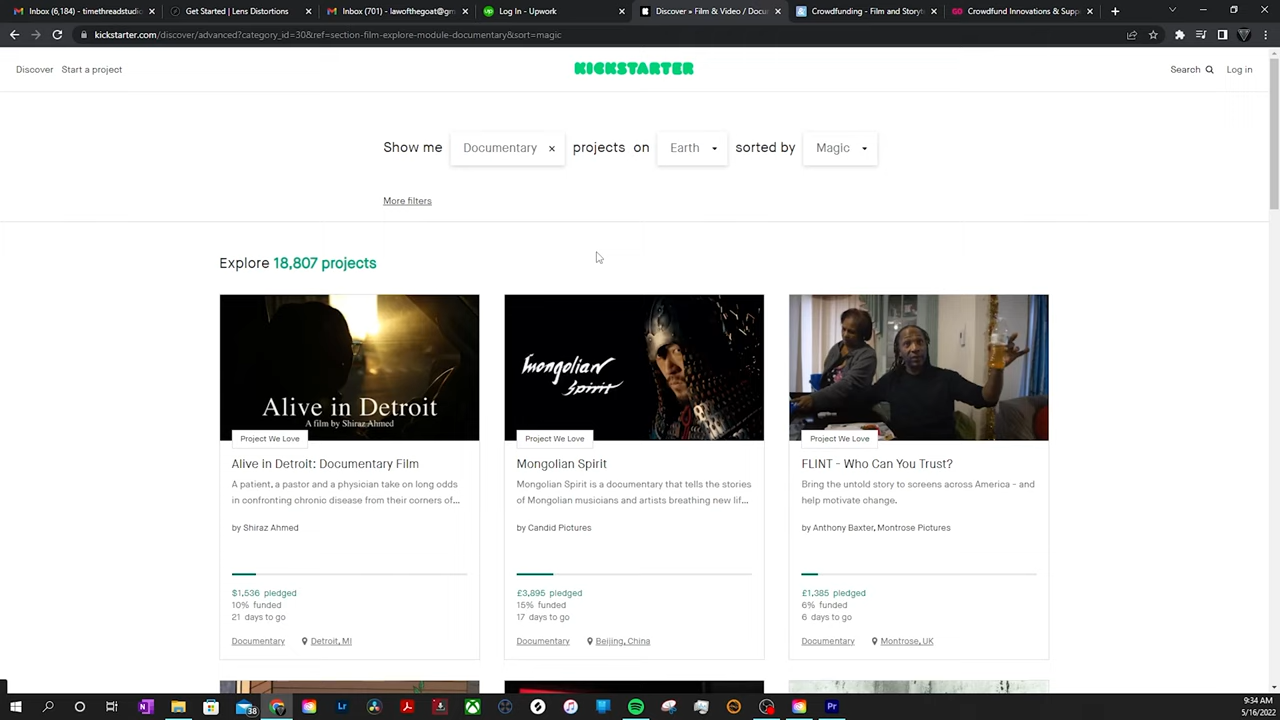 Inbox (6,184) - timethreadstudio
Get Started | Lens Distortions
Inbox (701) - lawofthegoat@gm
Log In - Upwork
Discover » Film & Video / Docum
Crowdfunding - Film and Storyt
Crowdfund Innovations & Supp
kickstarter.com/discover/advanced?category_id=30&ref=section-film-explore-module-documentary&sort=magic
Discover Start a project
KICKSTARTER
Search
Log in
Show me Documentary × projects on Earth sorted by Magic
More filters
Explore 18,807 projects
Alive in Detroit
A film by Shiraz Ahmed
Project We Love
Alive in Detroit: Documentary Film
A patient, a pastor and a physician take on long odds
in confronting chronic disease from their corners of...
by Shiraz Ahmed
$1,536 pledged
10% funded
21 days to go
Documentary
Detroit, MI
Mongolian
Spirit
Project We Love
Mongolian Spirit
Mongolian Spirit is a documentary that tells the stories
of Mongolian musicians and artists breathing new lif...
by Candid Pictures
£3,895 pledged
15% funded
17 days to go
Documentary
Beijing, China
Project We Love
FLINT - Who Can You Trust?
Bring the untold story to screens across America - and
help motivate change.
by Anthony Baxter, Montrose Pictures
£1,385 pledged
6% funded
6 days to go
Documentary
Montrose, UK
38
9:34 AM
5/16/2022